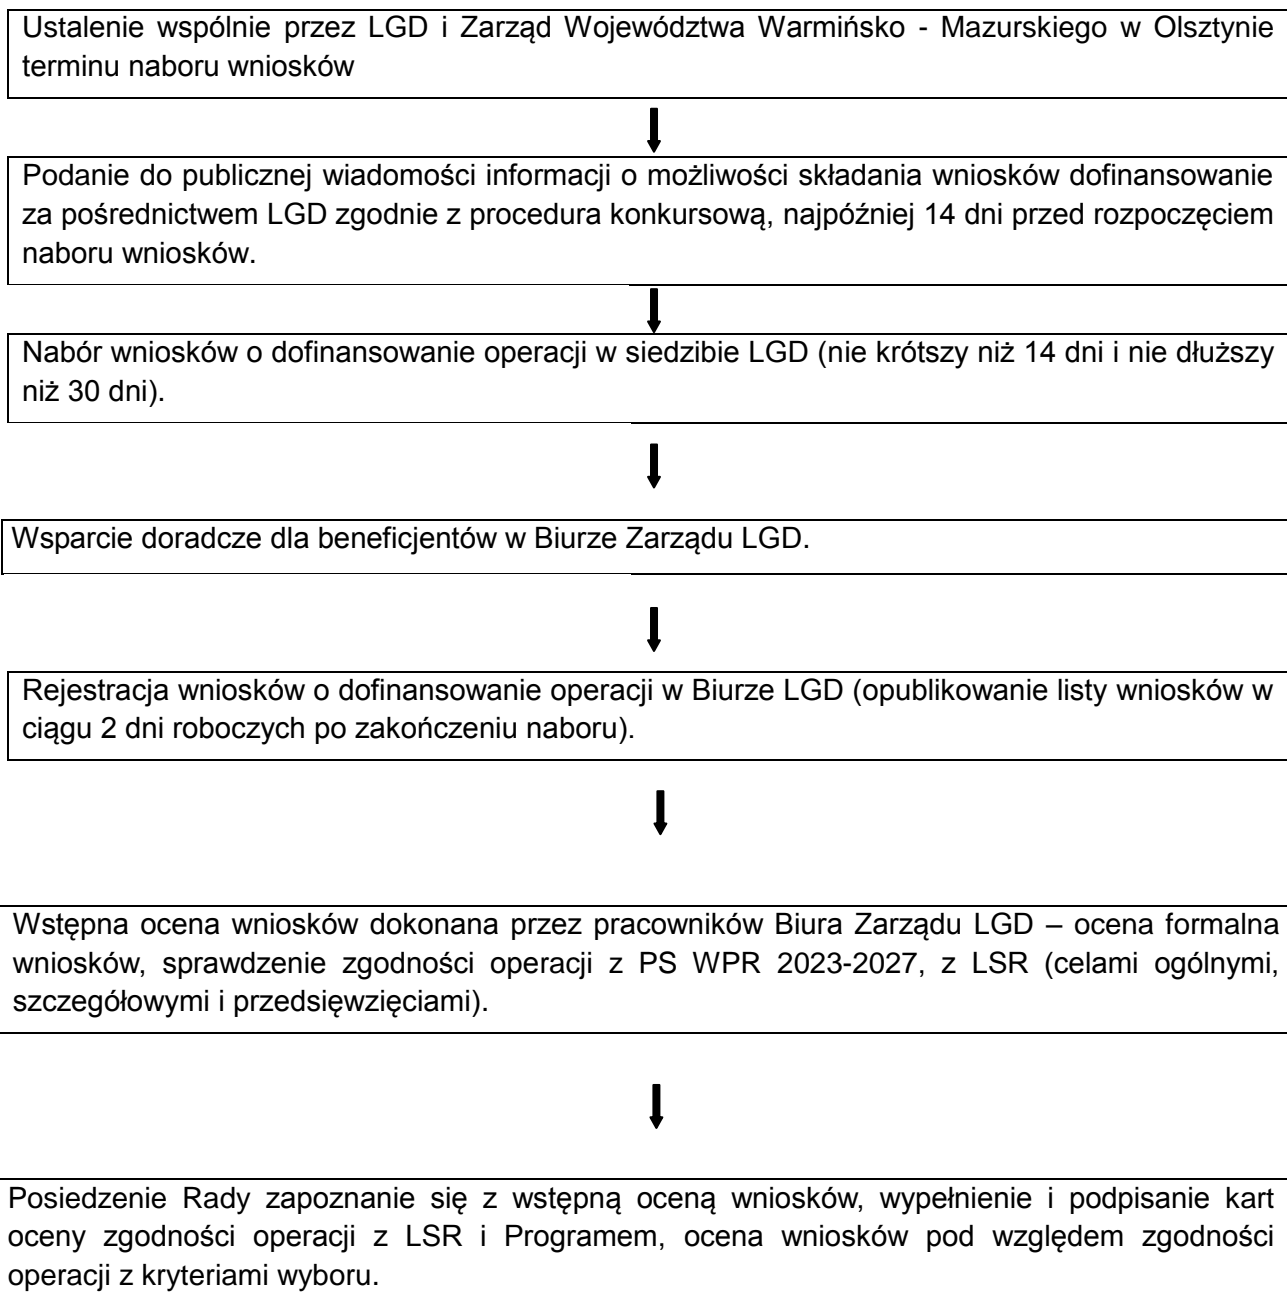 Ustalenie wspólnie przez LGD i Zarząd Województwa Warmińsko - Mazurskiego w Olsztynie
terminu naboru wniosków
Podanie do publicznej wiadomości informacji o możliwości składania wniosków dofinansowanie
za pośrednictwem LGD zgodnie z procedura konkursową, najpóźniej 14 dni przed rozpoczęciem
naboru wniosków.
Nabór wniosków o dofinansowanie operacji w siedzibie LGD (nie krótszy niż 14 dni i nie dłuższy
niż 30 dni).
Wsparcie doradcze dla beneficjentów w Biurze Zarządu LGD.
Rejestracja wniosków o dofinansowanie operacji w Biurze LGD (opublikowanie listy wniosków w
ciągu 2 dni roboczych po zakończeniu naboru).
Wstępna ocena wniosków dokonana przez pracowników Biura Zarządu LGD – ocena formalna
wniosków, sprawdzenie zgodności operacji z PS WPR 2023-2027, z LSR (celami ogólnymi,
szczegółowymi i przedsięwzięciami).
Posiedzenie Rady zapoznanie się z wstępną oceną wniosków, wypełnienie i podpisanie kart
oceny zgodności operacji z LSR i Programem, ocena wniosków pod względem zgodności
operacji z kryteriami wyboru.